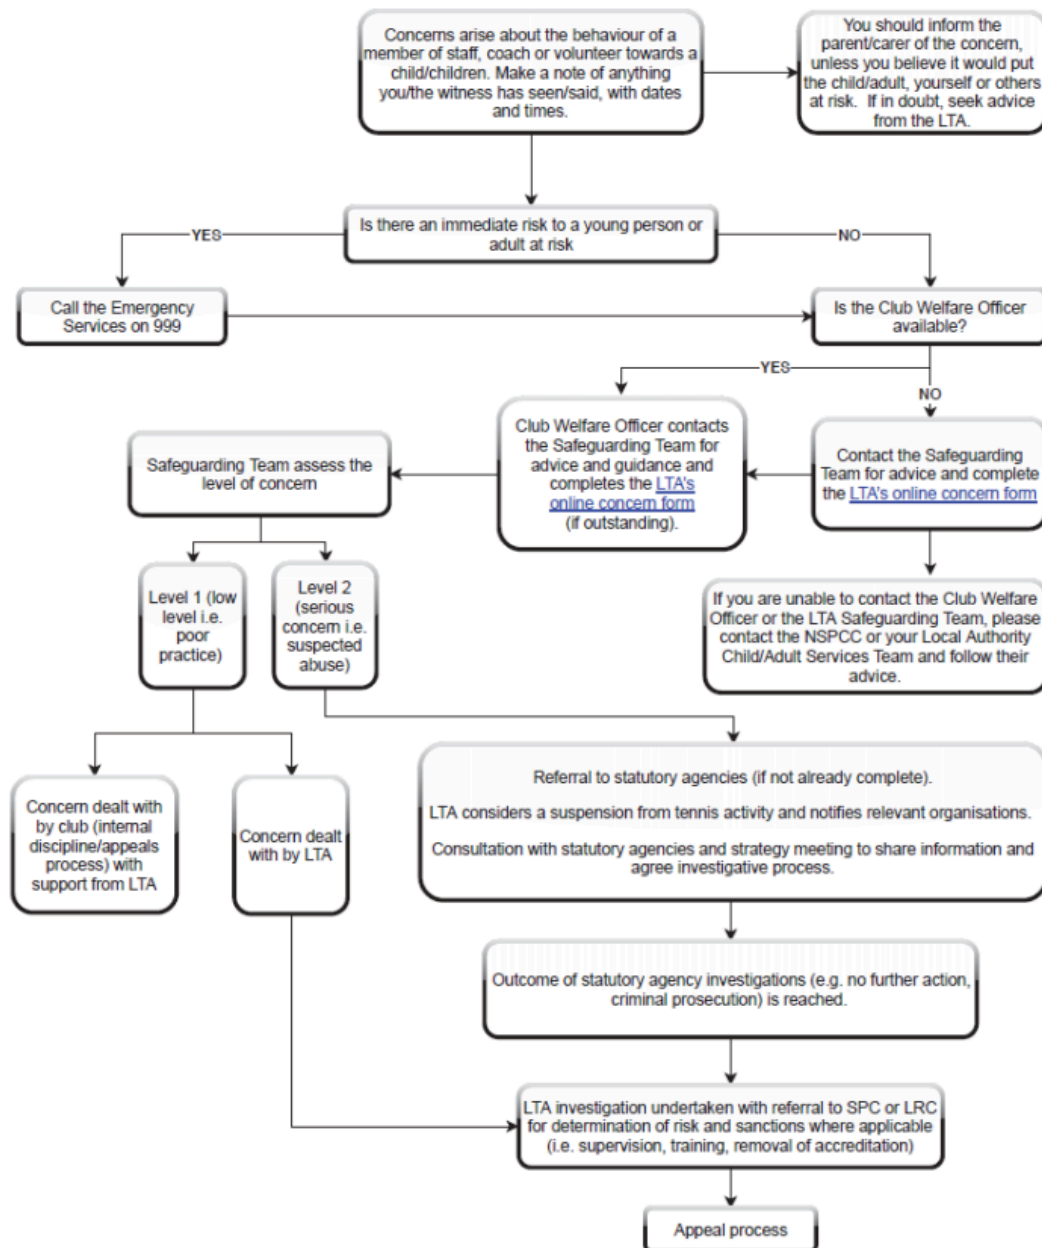 Concerns arise about the behaviour of a
member of staff, coach or volunteer towards a
child/children. Make a note of anything
you/the witness has seen/said, with dates
and times.
You should inform the
parent/carer of the concern,
unless you believe it would put
the child/adult, yourself or others
at risk. If in doubt, seek advice
from the LTA.
Is there an immediate risk to a young person or
adult at risk
YES
NO
Call the Emergency
Services on 999
Is the Club Welfare Officer
available?
YES
NO
Club Welfare Officer contacts
the Safeguarding Team for
advice and guidance and
completes the LTA's
online concern form
(if outstanding).
Contact the Safeguarding
Team for advice and complete
the LTA's online concern form
Safeguarding Team assess the
level of concern
Level 1 (low
level i.e.
poor
practice)
Level 2
(serious
concern i.e.
suspected
abuse)
If you are unable to contact the Club Welfare
Officer or the LTA Safeguarding Team, please
contact the NSPCC or your Local Authority
Child/Adult Services Team and follow their
advice.
Concern dealt with
by club (internal
discipline/appeals
process) with
support from LTA
Concern dealt
with by LTA
Referral to statutory agencies (if not already complete).
LTA considers a suspension from tennis activity and notifies relevant organisations.
Consultation with statutory agencies and strategy meeting to share information and
agree investigative process.
Outcome of statutory agency investigations (e.g. no further action,
criminal prosecution) is reached.
LTA investigation undertaken with referral to SPC or LRC
for determination of risk and sanctions where applicable
(i.e. supervision, training, removal of accreditation)
Appeal process